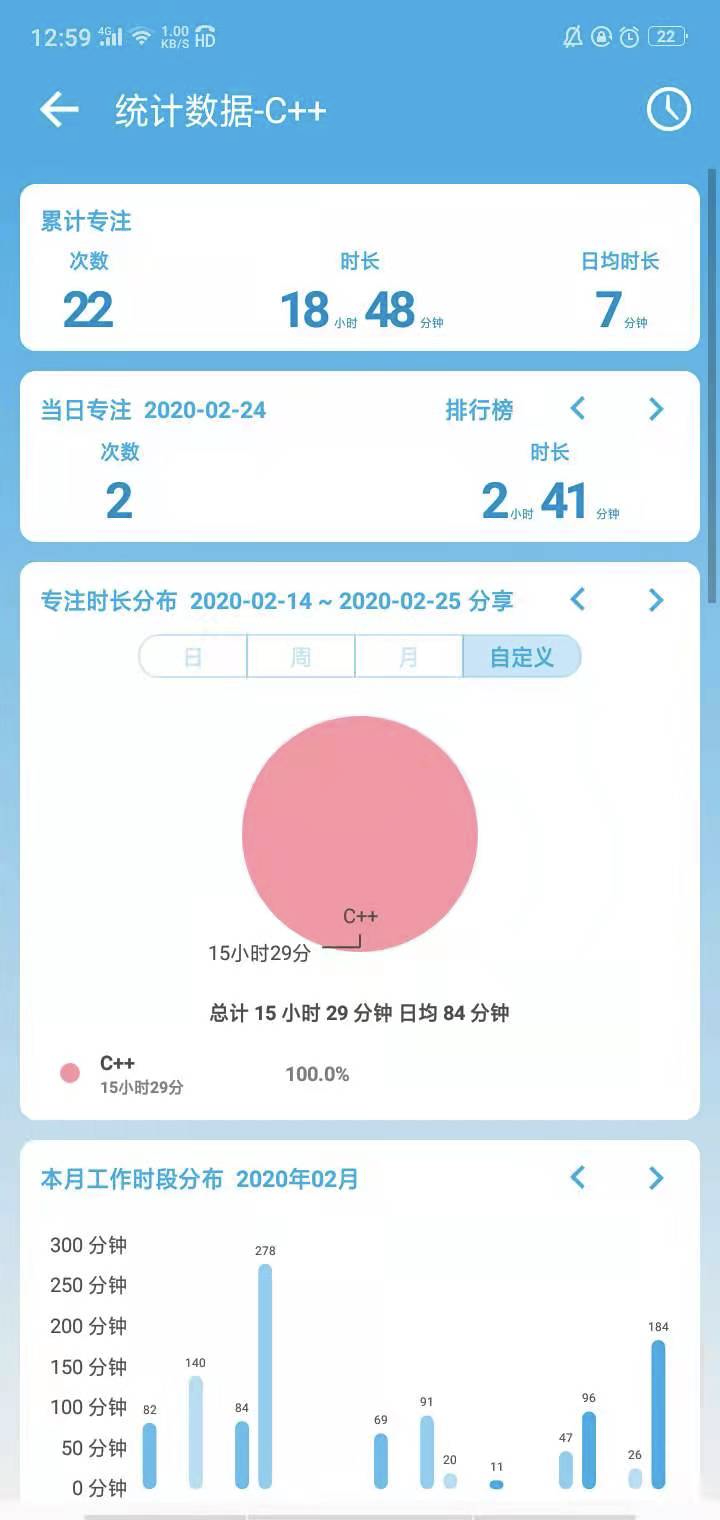 12:59 4G 1.00 KB/S HD 22
统计数据-C++
累计专注
次数 时长 日均时长
22 18 小时 48 分钟 7 分钟
当日专注 2020-02-24 排行榜
次数 时长
2 2 小时 41 分钟
专注时长分布 2020-02-14 ~ 2020-02-25 分享
日 周 月 自定义
C++
15小时29分
总计 15 小时 29 分钟 日均 84 分钟
C++
15小时29分
100.0%
本月工作时段分布 2020年02月
300 分钟
250 分钟
200 分钟
150 分钟
100 分钟
50 分钟
0 分钟
82 140 84 278 69 91 20 11 47 96 26 184